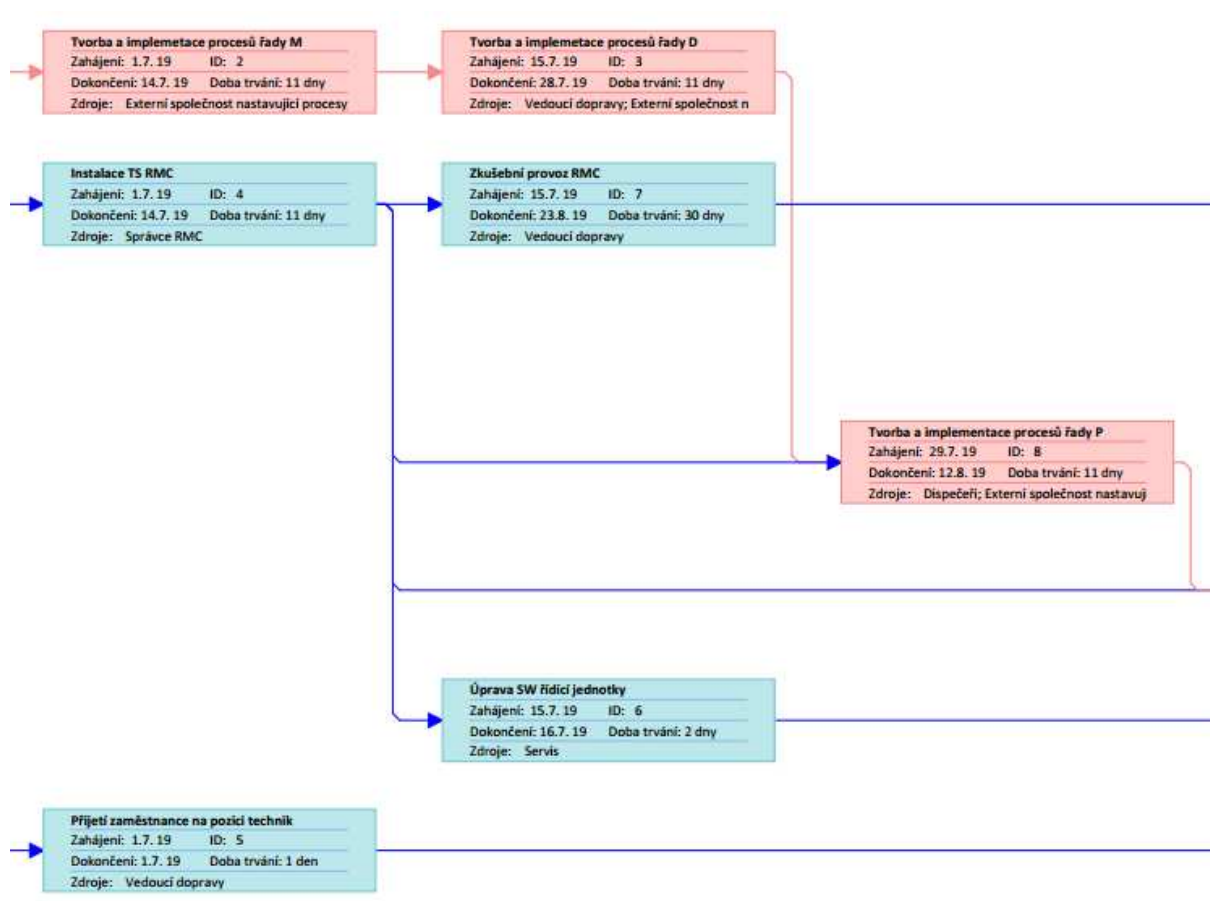 Tvorba a implemetace procesů řady M
Zahájení: 1.7. 19 ID: 2
Dokončení: 14.7. 19 Doba trvání: 11 dny
Zdroje: Externí společnost nastavujici procesy
Tvorba a implemetace procesů řady D
Zahájení: 15.7. 19 ID: 3
Dokončení: 28.7. 19 Doba trvání: 11 dny
Zdroje: Vedoucí dopravy; Externí společnost n
Instalace TS RMC
Zahájení: 1.7. 19 ID: 4
Dokončení: 14.7. 19 Doba trvání: 11 dny
Zdroje: Správce RMC
Zkušební provoz RMC
Zahájení: 15.7. 19 ID: 7
Dokončení: 23.8. 19 Doba trvání: 30 dny
Zdroje: Vedoucí dopravy
Tvorba a implementace procesů řady P
Zahájení: 29.7. 19 ID: 8
Dokončení: 12.8. 19 Doba trvání: 11 dny
Zdroje: Dispečeři; Externí společnost nastavuj
Úprava SW řídicí jednotky
Zahájení: 15.7. 19 ID: 6
Dokončení: 16.7. 19 Doba trvání: 2 dny
Zdroje: Servis
Přijetí zaměstnance na pozici technik
Zahájení: 1.7. 19 ID: 5
Dokončení: 1.7. 19 Doba trvání: 1 den
Zdroje: Vedoucí dopravy